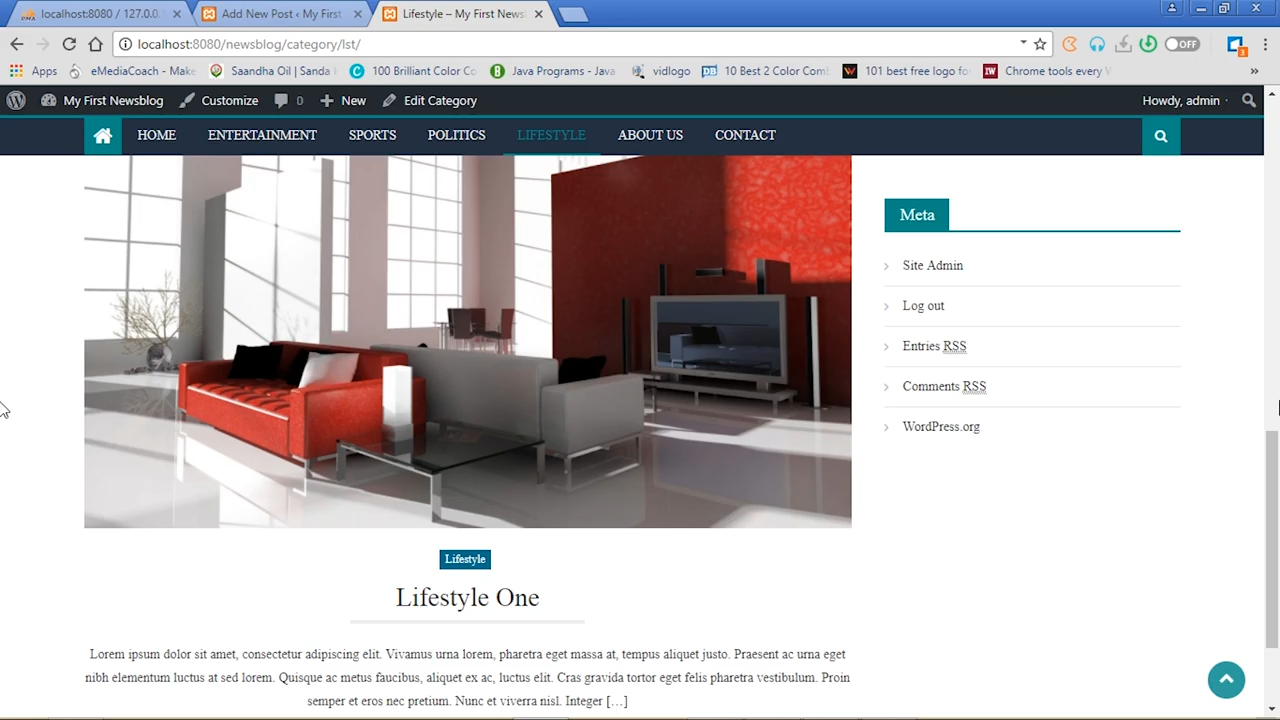 localhost:8080 / 127.0.0.
Add New Post ‹ My First
Lifestyle – My First News
localhost:8080/newsblog/category/lst/
Apps
eMediaCoach - Make
Saandha Oil | Sanda
100 Brilliant Color Co
Java Programs - Java
vidlogo
10 Best 2 Color Comb
101 best free logo fo
Chrome tools every W
»
My First Newsblog
Customize
0
New
Edit Category
Howdy, admin
OFF
3
HOME
ENTERTAINMENT
SPORTS
POLITICS
LIFESTYLE
ABOUT US
CONTACT
Meta
Site Admin
Log out
Entries RSS
Comments RSS
WordPress.org
Lifestyle
Lifestyle One
Lorem ipsum dolor sit amet, consectetur adipiscing elit. Vivamus urna lorem, pharetra eget massa at, tempus aliquet justo. Praesent ac urna eget
nibh elementum luctus at sed lorem. Quisque ac metus faucibus, aliquet ex ac, luctus elit. Cras gravida tortor eget felis pharetra vestibulum. Proin
semper et eros nec pretium. Nunc et viverra nisl. Integer […]